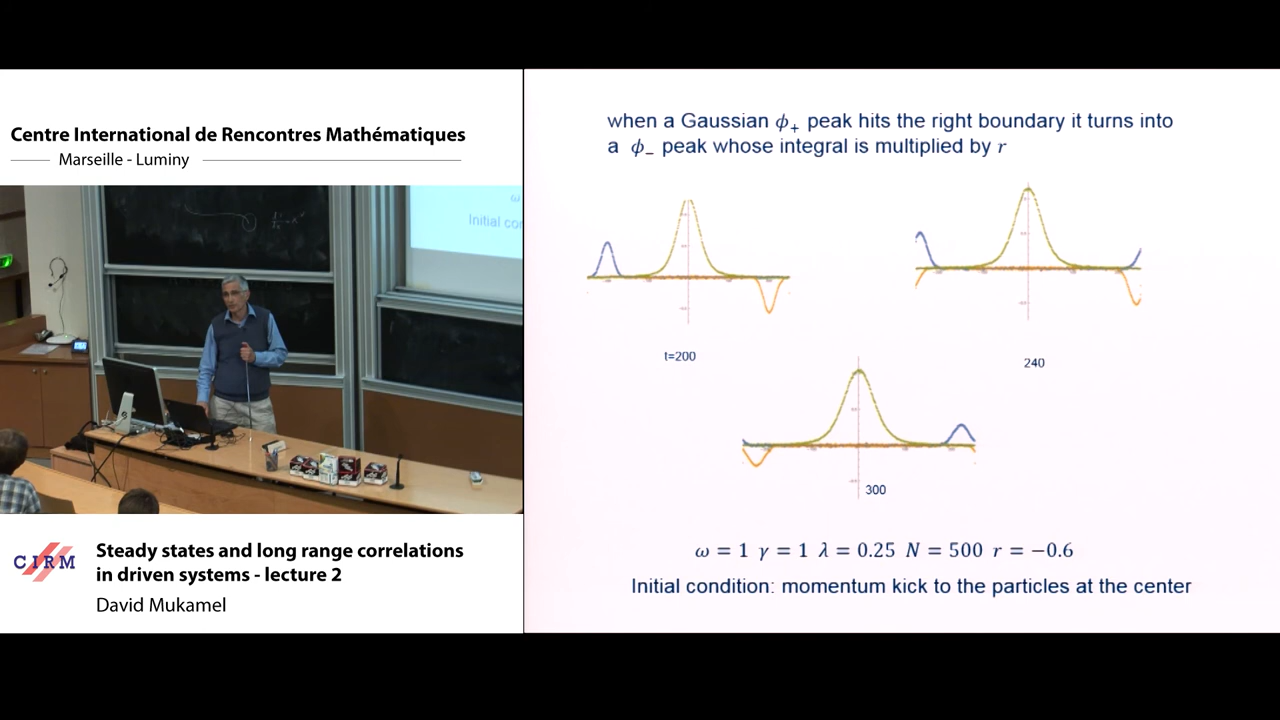 Centre International de Rencontres Mathématiques
Marseille - Luminy
ω
Initial co
CIRM
Steady states and long range correlations
in driven systems - lecture 2
David Mukamel
when a Gaussian ϕ₊ peak hits the right boundary it turns into
a ϕ₋ peak whose integral is multiplied by r
t=200
240
300
ω = 1 γ = 1 λ = 0.25 N = 500 r = −0.6
Initial condition: momentum kick to the particles at the center